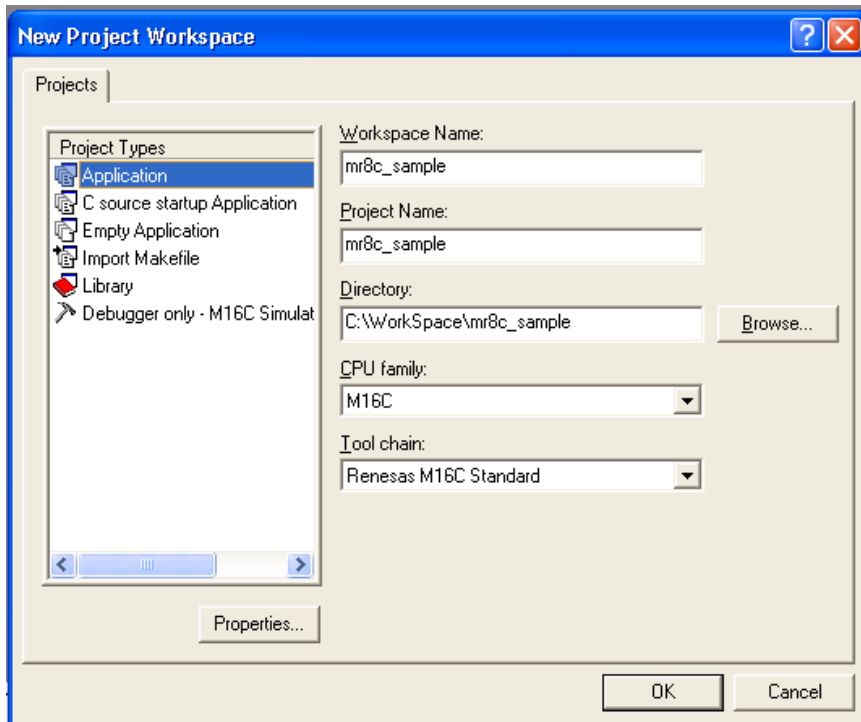 New Project Workspace
Projects
Project Types
Application
C source startup Application
Empty Application
Import Makefile
Library
Debugger only - M16C Simulat
Properties...
Workspace Name:
mr8c_sample
Project Name:
mr8c_sample
Directory:
C:\WorkSpace\mr8c_sample
Browse...
CPU family:
M16C
Tool chain:
Renesas M16C Standard
OK
Cancel